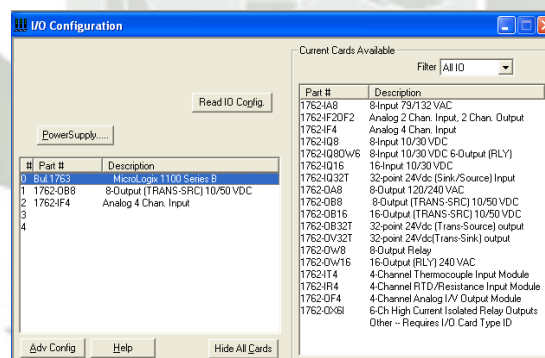 I/O Configuration
Current Cards Available
Filter All IO
Read IO Config.
PowerSupply.....
# Part # Description
0 Bul.1763 MicroLogix 1100 Series B
1 1762-OB8 8-Output (TRANS-SRC) 10/50 VDC
2 1762-IF4 Analog 4 Chan. Input
3
4
Adv Config Help Hide All Cards
Part # Description
1762-IA8 8-Input 79/132 VAC
1762-IF2OF2 Analog 2 Chan. Input, 2 Chan. Output
1762-IF4 Analog 4 Chan. Input
1762-IQ8 8-Input 10/30 VDC
1762-IQ8OW6 8-Input 10/30 VDC 6-Output (RLY)
1762-IQ16 16-Input 10/30 VDC
1762-IQ32T 32-point 24Vdc (Sink/Source) Input
1762-OA8 8-Output 120/240 VAC
1762-OB8 8-Output (TRANS-SRC) 10/50 VDC
1762-OB16 16-Output (TRANS-SRC) 10/50 VDC
1762-OB32T 32-point 24Vdc (Trans-Source) output
1762-OV32T 32-point 24Vdc(Trans-Sink) output
1762-OW8 8-Output Relay
1762-OW16 16-Output (RLY) 240 VAC
1762-IT4 4-Channel Thermocouple Input Module
1762-IR4 4-Channel RTD/Resistance Input Module
1762-OF4 4-Channel Analog I/V Output Module
1762-OX6I 6-Ch High Current Isolated Relay Outputs
Other -- Requires I/O Card Type ID